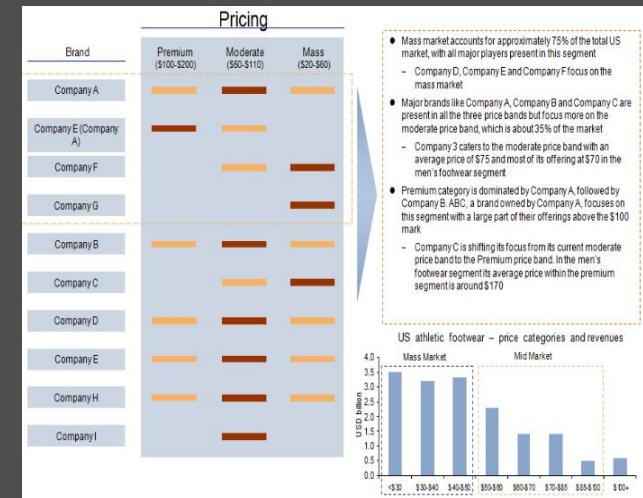 Pricing
Brand
Premium
($100-$200)
Moderate
($60-$110)
Mass
($20-$60)
Company A
Company E (Company
A)
Company F
Company G
Company B
Company C
Company D
Company E
Company H
Company I
Mass market accounts for approximately 75% of the total US
market, with all major players present in this segment
– Company D, Company E and Company F focus on the
mass market
Major brands like Company A, Company B and Company C are
present in all the three price bands but focus more on the
moderate price band, which is about 35% of the market
– Company 3 caters to the moderate price band with an
average price of $75 and most of its offering at $70 in the
men's footwear segment
Premium category is dominated by Company A, followed by
Company B. ABC, a brand owned by Company A, focuses on
this segment with a large part of their offerings above the $100
mark
– Company C is shifting its focus from its current moderate
price band to the Premium price band. In the men's
footwear segment its average price within the premium
segment is around $170
US athletic footwear – price categories and revenues
Mass Market
Mid Market
USD billion
4.0
3.5
3.0
2.5
2.0
1.5
1.0
0.5
0.0
<$30
$30-$40
$40-$50
$50-$60
$60-$70
$70-$85
$85-$100
$100+